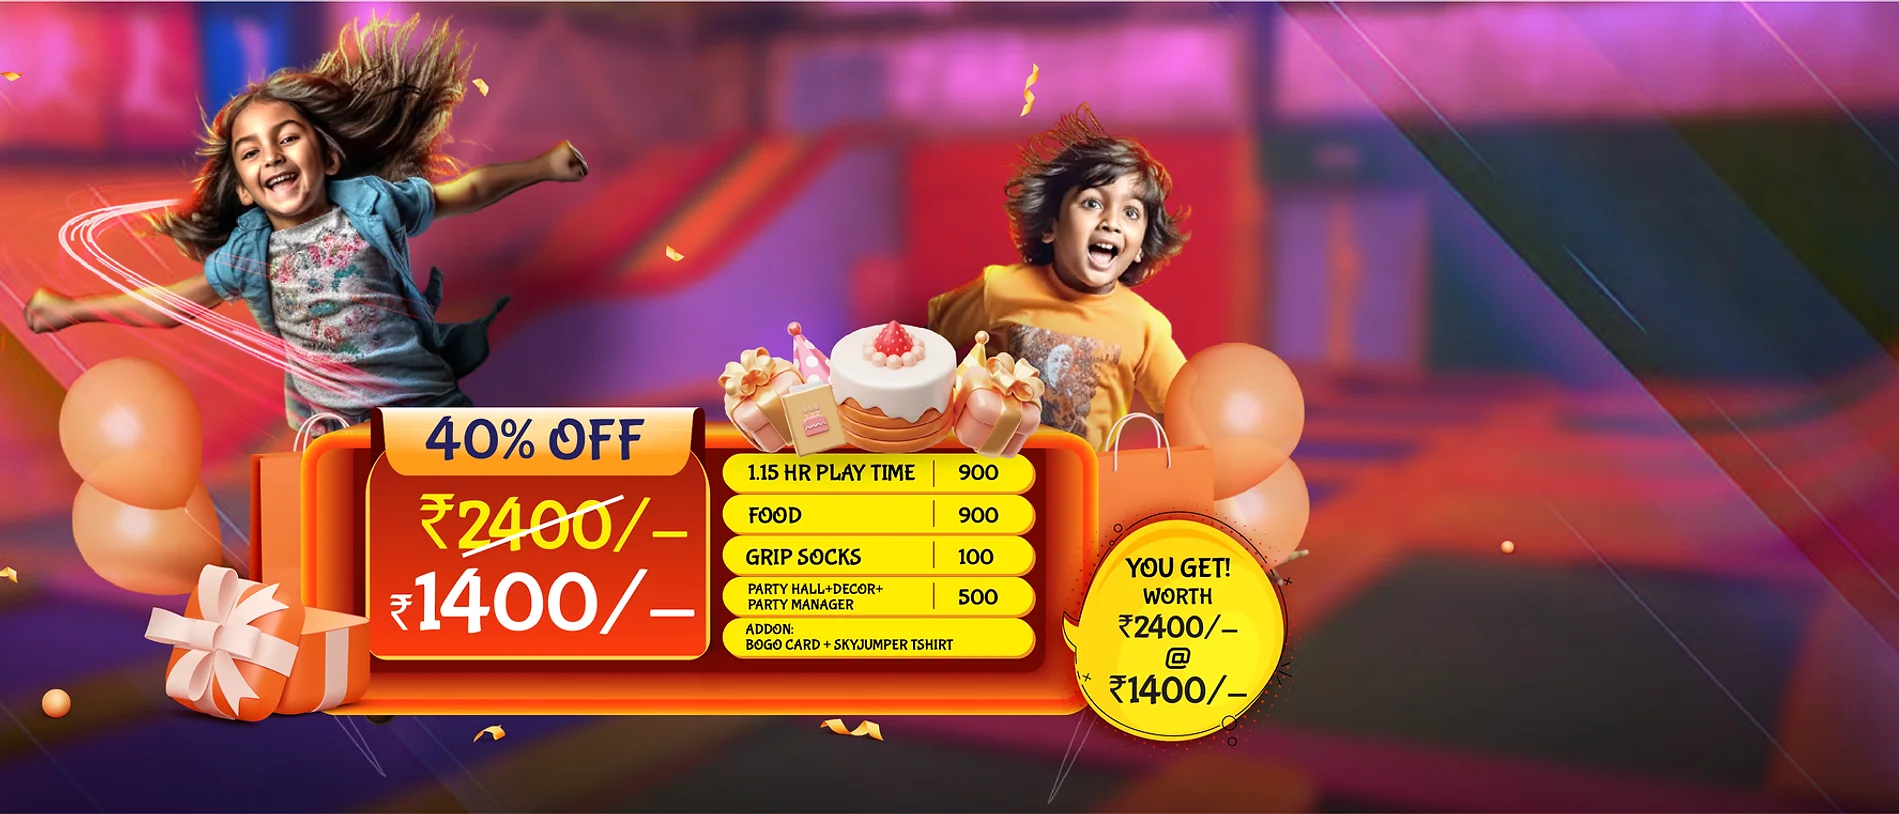 40% OFF
₹2400/-
₹1400/-
1.15 HR PLAY TIME | 900
FOOD | 900
GRIP SOCKS | 100
PARTY HALL+DECOR+
PARTY MANAGER | 500
ADDON:
BOGO CARD + SKYJUMPER TSHIRT
YOU GET!
WORTH
₹2400/-
@
₹1400/-